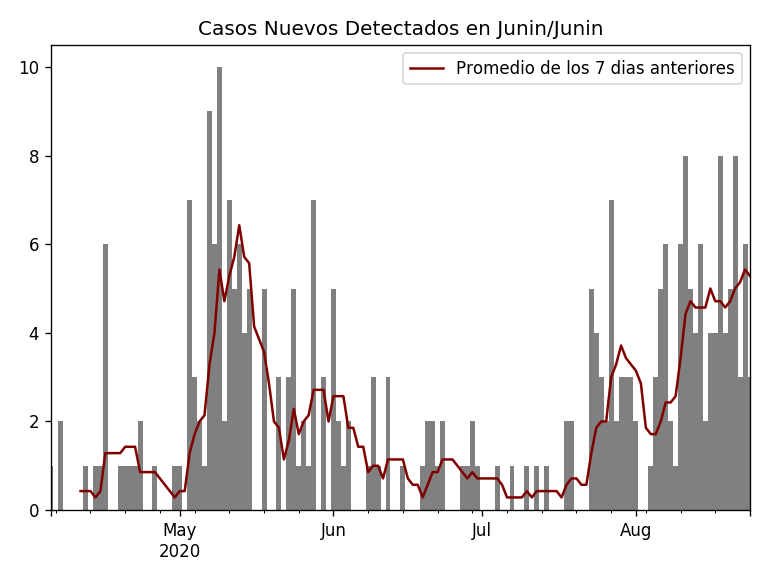 Casos Nuevos Detectados en Junin/Junin
Promedio de los 7 dias anteriores
10
8
6
4
2
0
May
2020
Jun
Jul
Aug